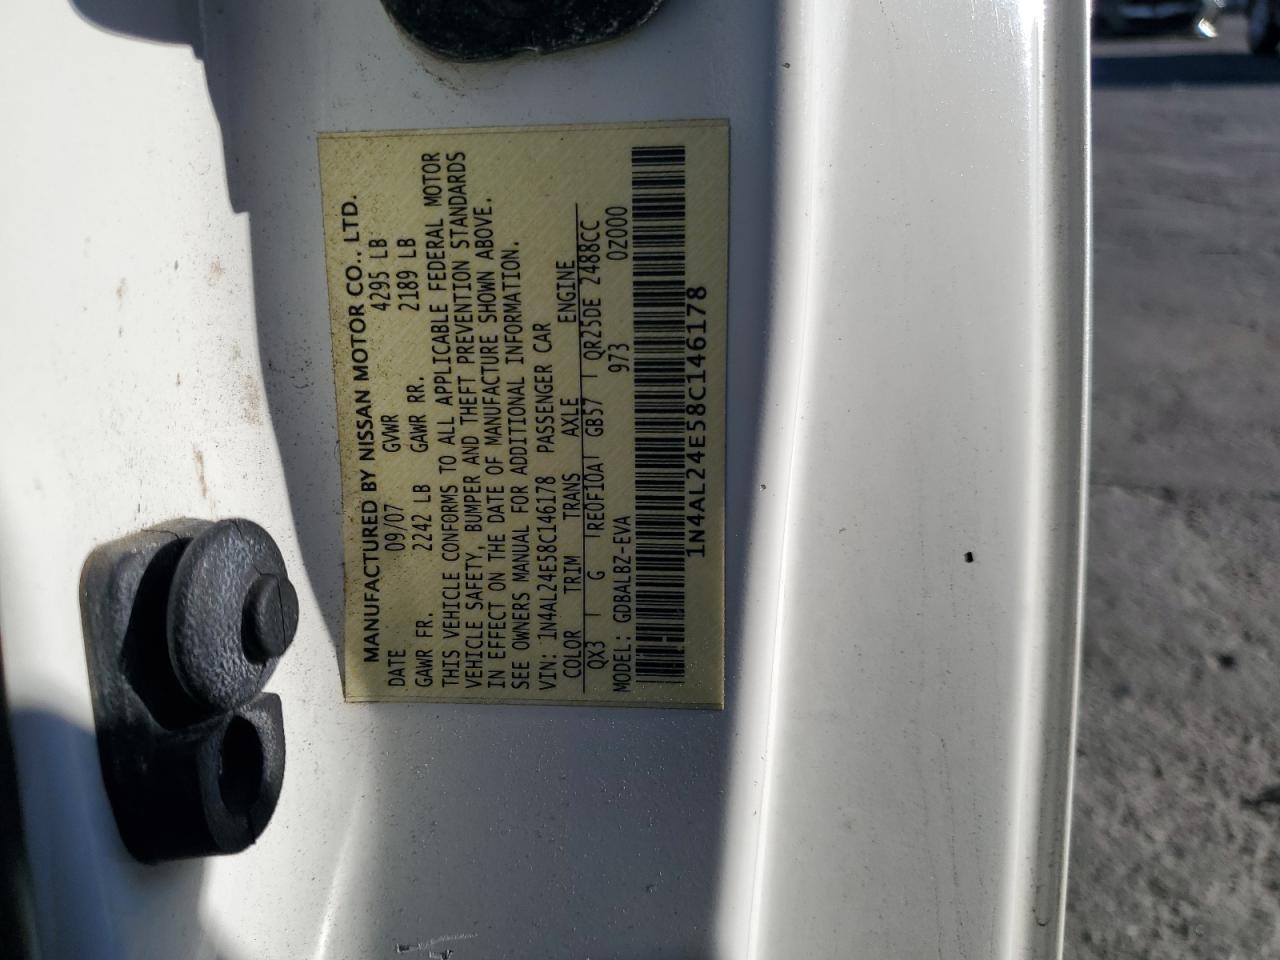 MANUFACTURED BY NISSAN MOTOR CO., LTD.
DATE 09/07 GVWR 4295 LB
GAWR FR. 2242 LB GAWR RR. 2189 LB
THIS VEHICLE CONFORMS TO ALL APPLICABLE FEDERAL MOTOR
VEHICLE SAFETY, BUMPER AND THEFT PREVENTION STANDARDS
IN EFFECT ON THE DATE OF MANUFACTURE SHOWN ABOVE.
SEE OWNERS MANUAL FOR ADDITIONAL INFORMATION.
VIN: 1N4AL24E58C146178 PASSENGER CAR
COLOR TRIM TRANS AXLE ENGINE
QX3 G RE0F10A GB57 QR25DE 2488CC
MODEL: GDBALBZ-EVA 973 0Z000
1N4AL24E58C146178